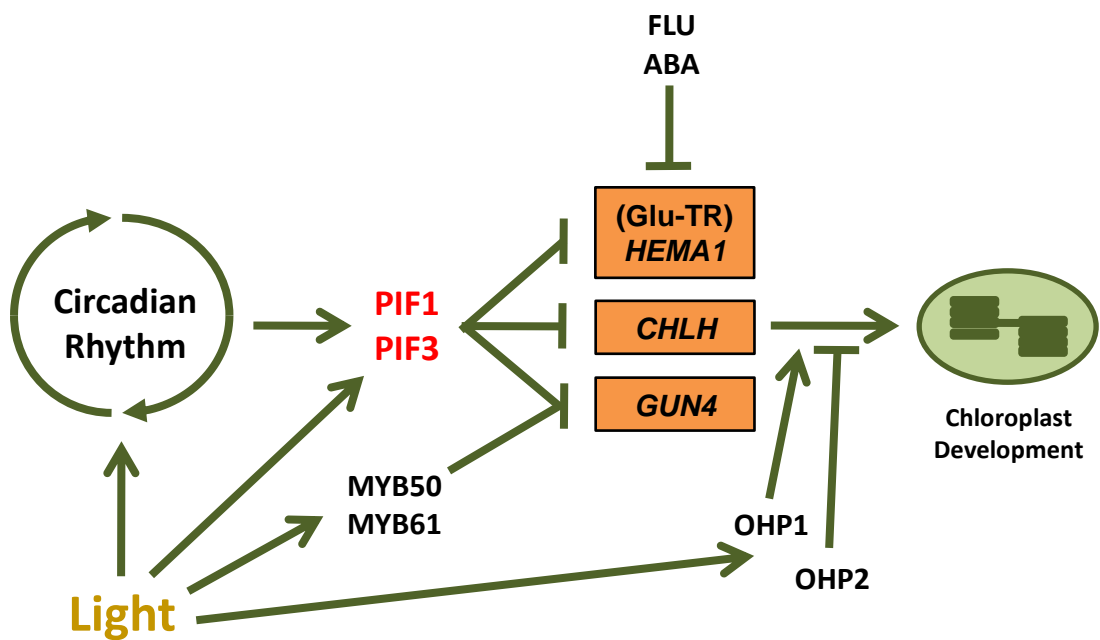 FLU
ABA
(Glu-TR)
HEMA1
Circadian
Rhythm
PIF1
PIF3
CHLH
GUN4
Chloroplast
Development
MYB50
MYB61
OHP1
OHP2
Light